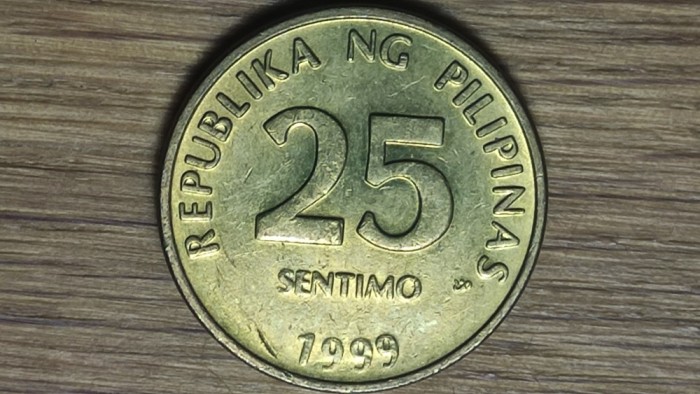 REPUBLIKA NG PILIPINAS
25
SENTIMO
1999